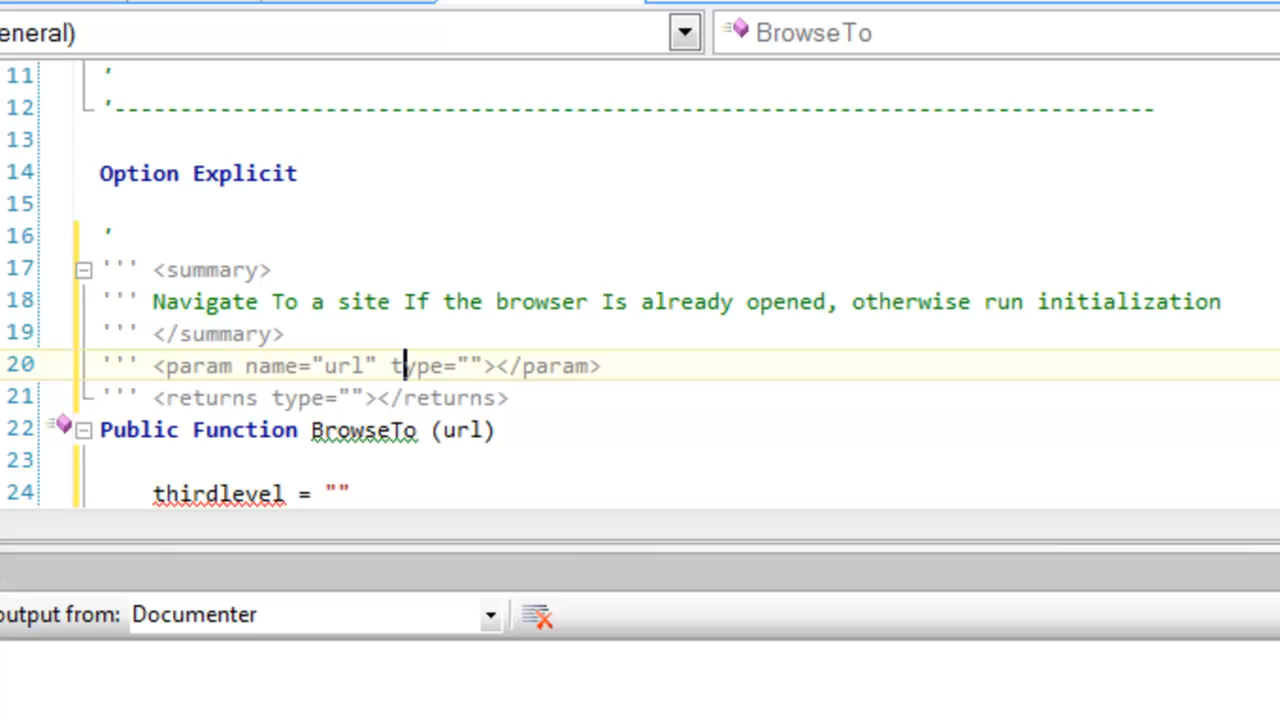 eneral)
BrowseTo
11 '
12 '-------------------------------------------------------------------------------
13
14 Option Explicit
15
16 '
17 ''' <summary>
18 ''' Navigate To a site If the browser Is already opened, otherwise run initialization
19 ''' </summary>
20 ''' <param name="url" type=""></param>
21 ''' <returns type=""></returns>
22 Public Function BrowseTo (url)
23
24 thirdlevel = ""
output from: Documenter